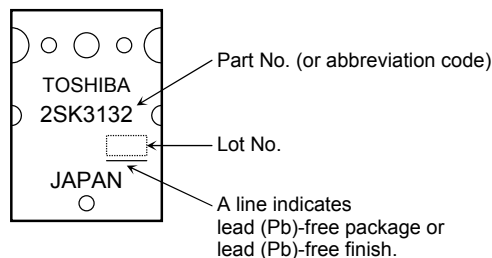 TOSHIBA
2SK3132
JAPAN
Part No. (or abbreviation code)
Lot No.
A line indicates
lead (Pb)-free package or
lead (Pb)-free finish.